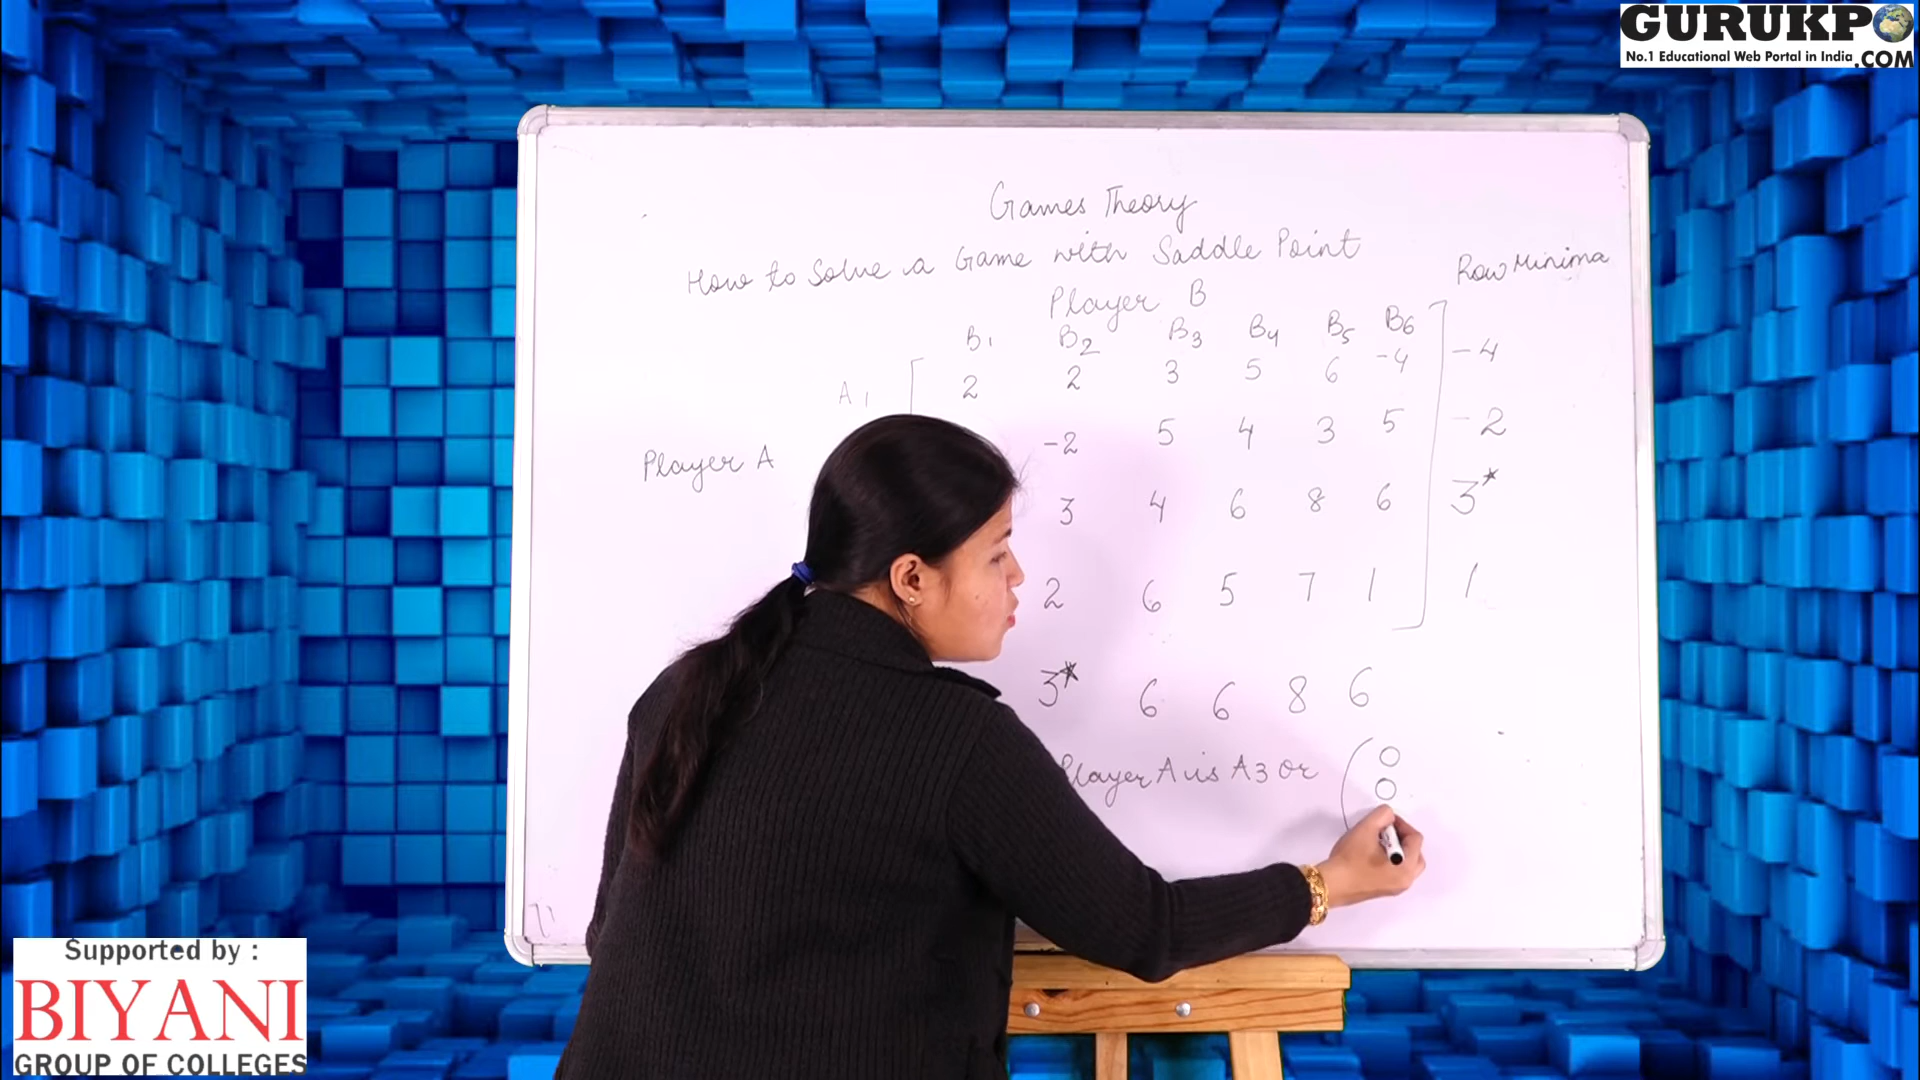 GURUKPO
No.1 Educational Web Portal in India .COM
Games Theory
How to Solve a Game with Saddle Point
Row Minima
Player B
B1 B2 B3 B4 B5 B6
A1 2 2 3 5 6 -4 -4
-2 5 4 3 5 -2
Player A
3 4 6 8 6 3*
2 6 5 7 1 1
3* 6 6 8 6
Player A is A3 or ( 0
0
Supported by :
BIYANI
GROUP OF COLLEGES